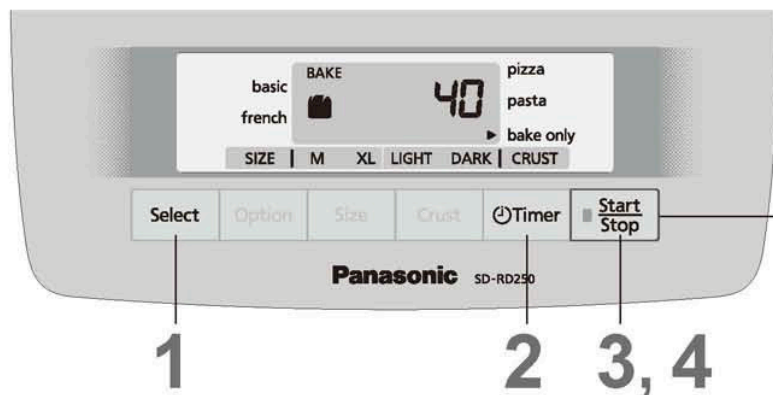 BAKE
basic
french
40
pizza
pasta
bake only
SIZE M XL LIGHT DARK CRUST
Select Option Size Crust Timer Start
Stop
Panasonic SD-RD250
1 2 3, 4